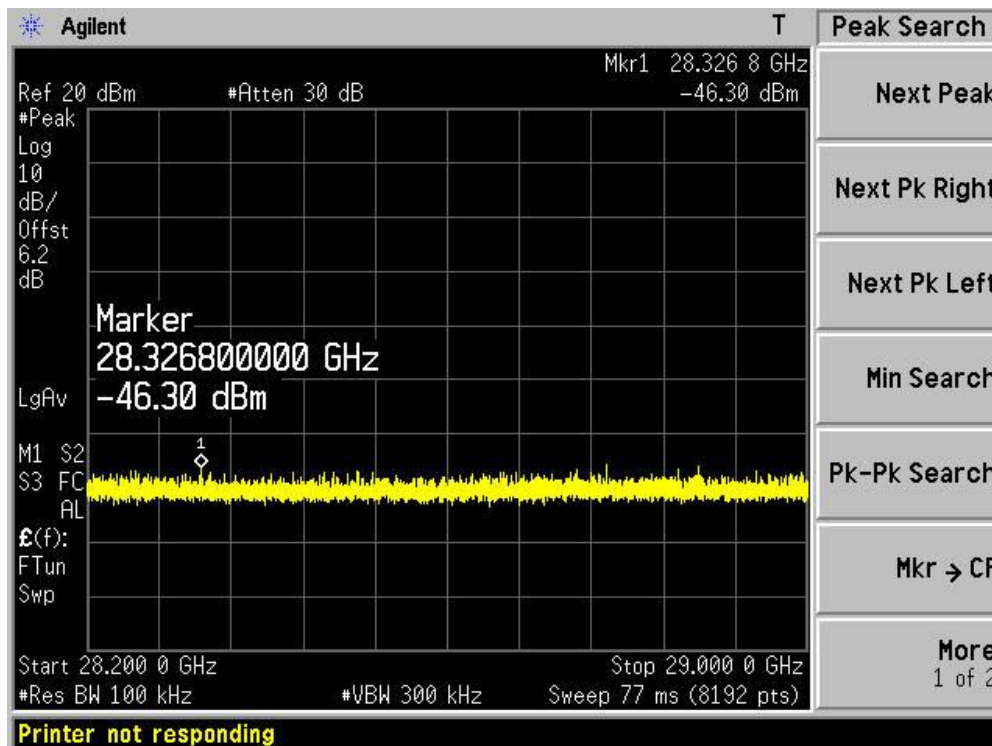 Agilent T Peak Search
Mkr1 28.326 8 GHz
Ref 20 dBm #Atten 30 dB -46.30 dBm
#Peak
Log
10
dB/
Offst
6.2
dB
Marker
28.326800000 GHz
-46.30 dBm
LgAv
1
M1 S2
S3 FC
AL
£(f):
FTun
Swp
Start 28.200 0 GHz Stop 29.000 0 GHz
#Res BW 100 kHz #VBW 300 kHz Sweep 77 ms (8192 pts)
Printer not responding
Next Peak
Next Pk Right
Next Pk Left
Min Search
Pk-Pk Search
Mkr → CF
More
1 of 2